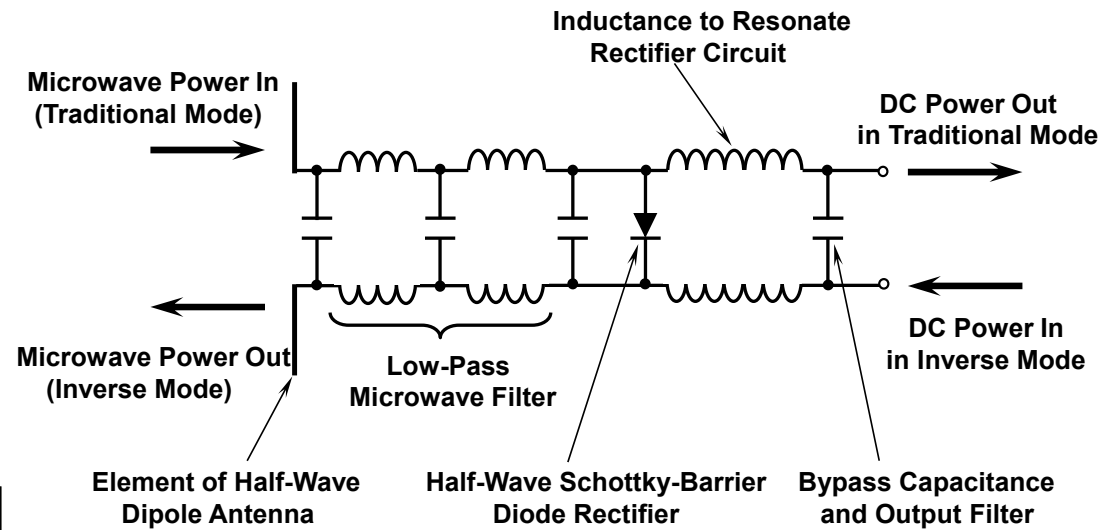 Inductance to Resonate
Rectifier Circuit
Microwave Power In
(Traditional Mode)
DC Power Out
in Traditional Mode
Microwave Power Out
(Inverse Mode)
Low-Pass
Microwave Filter
DC Power In
in Inverse Mode
Element of Half-Wave
Dipole Antenna
Half-Wave Schottky-Barrier
Diode Rectifier
Bypass Capacitance
and Output Filter